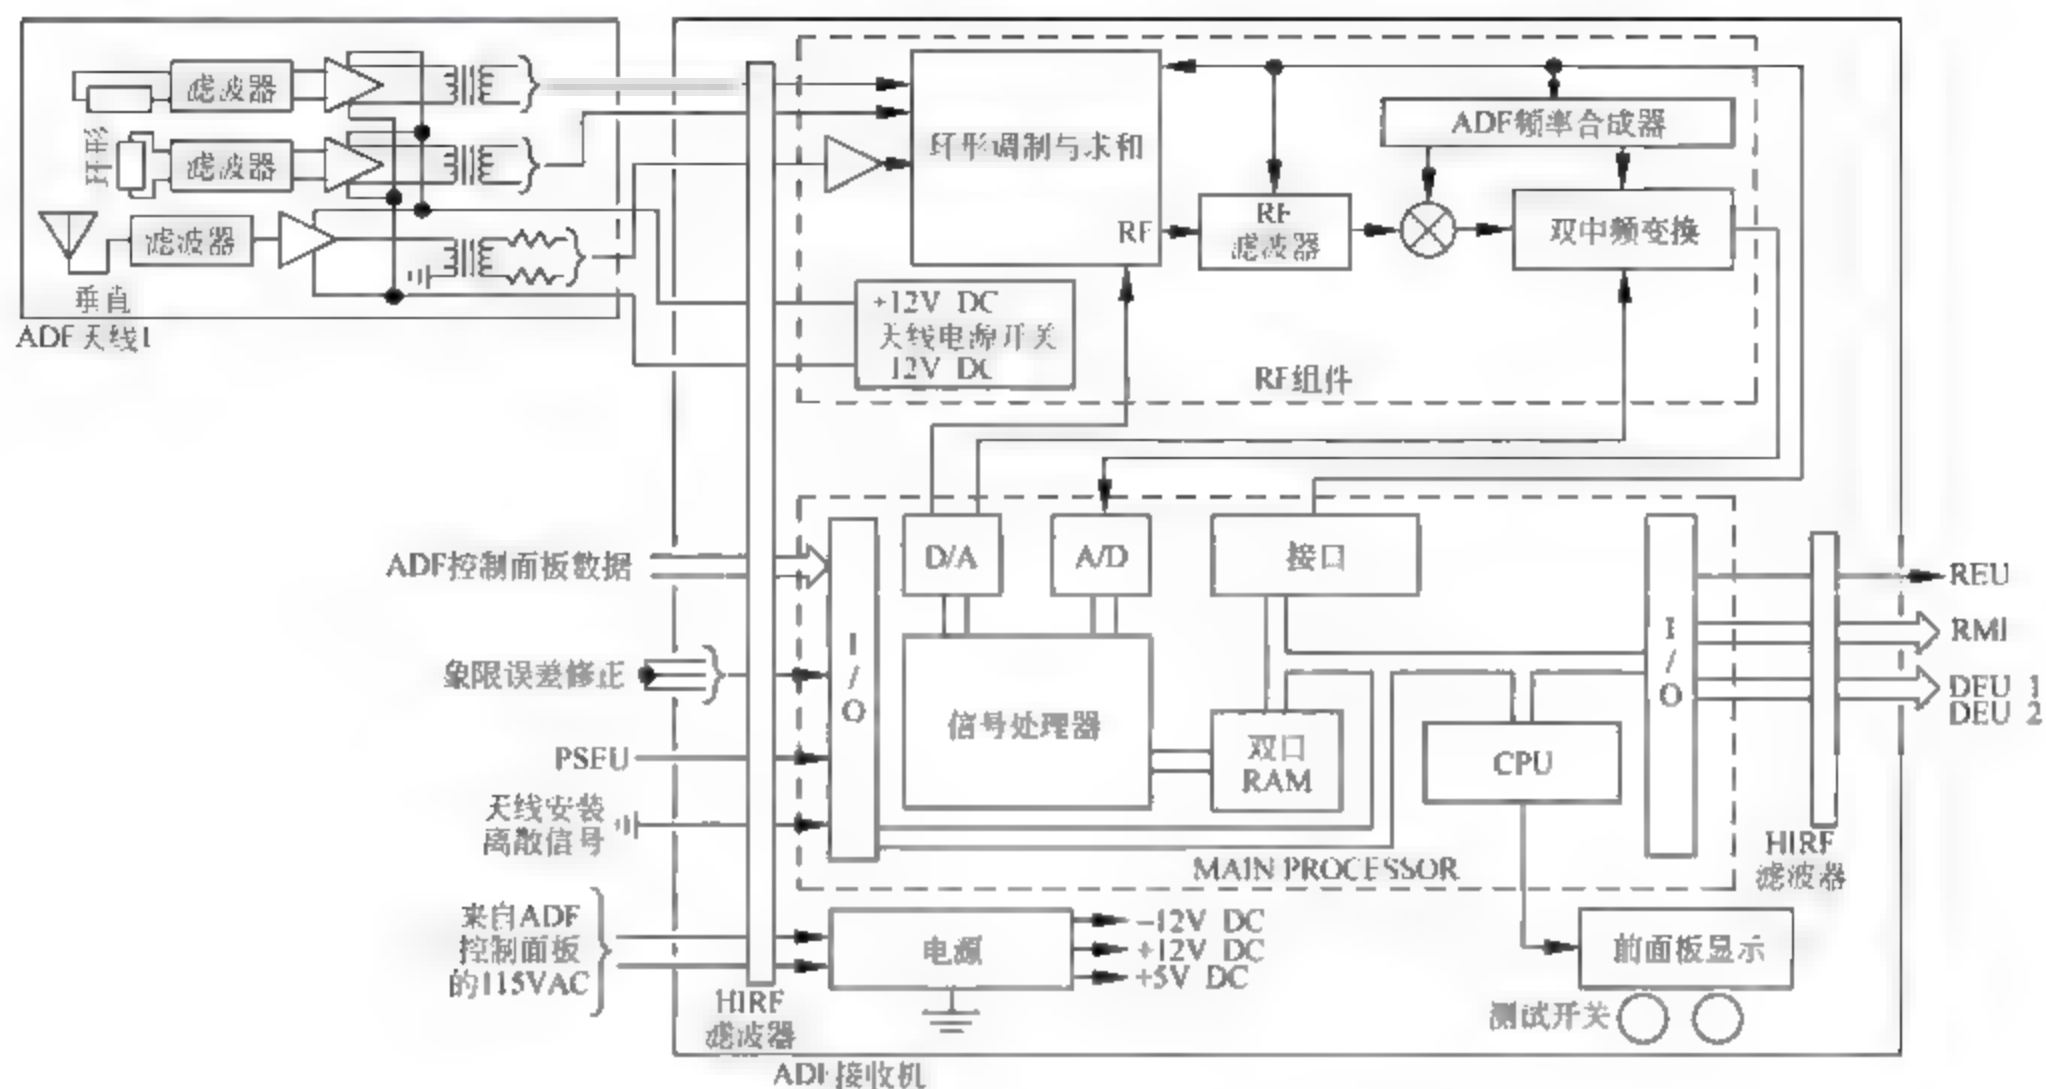 滤波器
滤波器
环形
滤波器
垂直
ADF天线1
环形调制与求和
RF
ADF频率合成器
RF
滤波器
双中频变换
+12V DC
天线电源开关
12V DC
RF组件
ADF控制面板数据
象限误差修正
PSEU
天线安装
离散信号
来自ADF
控制面板
的115VAC
I
/
O
D/A
A/D
接口
信号处理器
双口
RAM
CPU
I
/
O
MAIN PROCESSOR
REU
RMI
DEU 1
DEU 2
HIRF
滤波器
电源
-12V DC
+12V DC
+5V DC
前面板显示
测试开关
HIRF
滤波器
ADF接收机